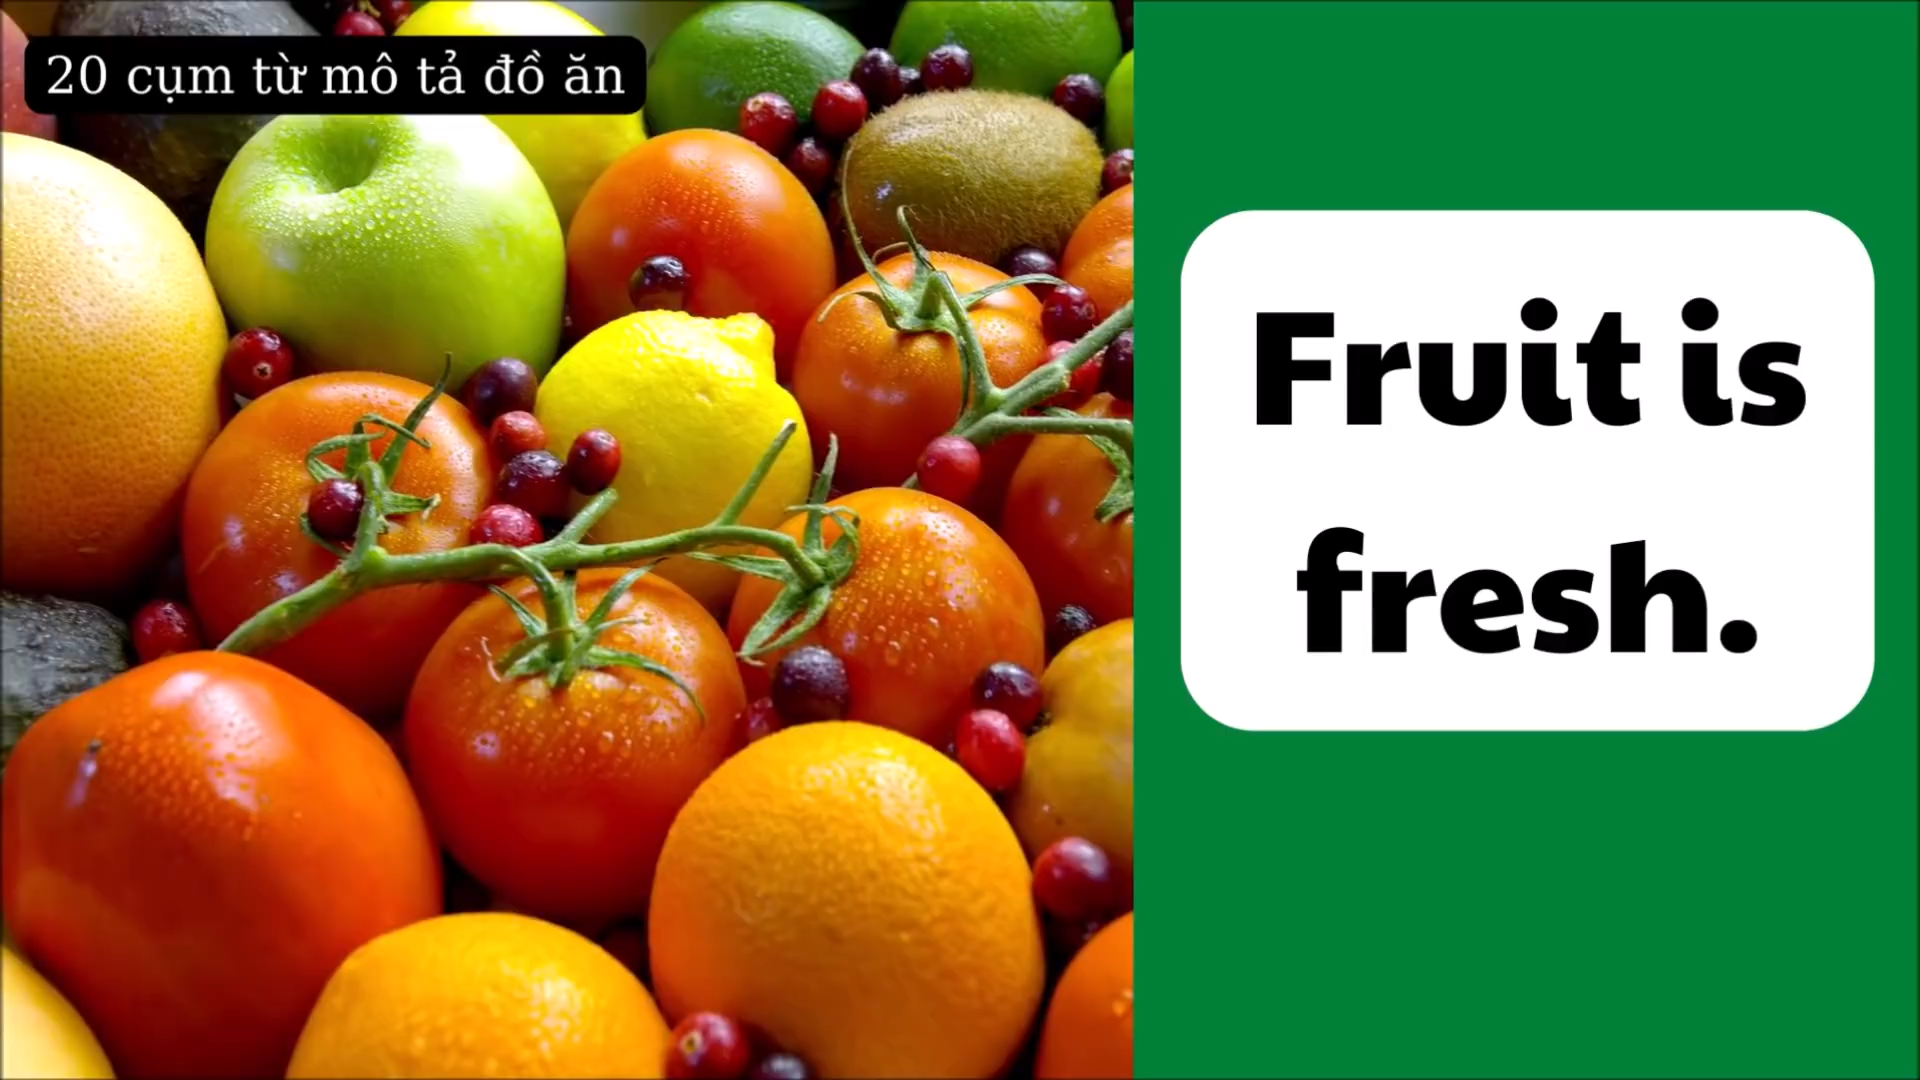 20 cụm từ mô tả đồ ăn
Fruit is
fresh.